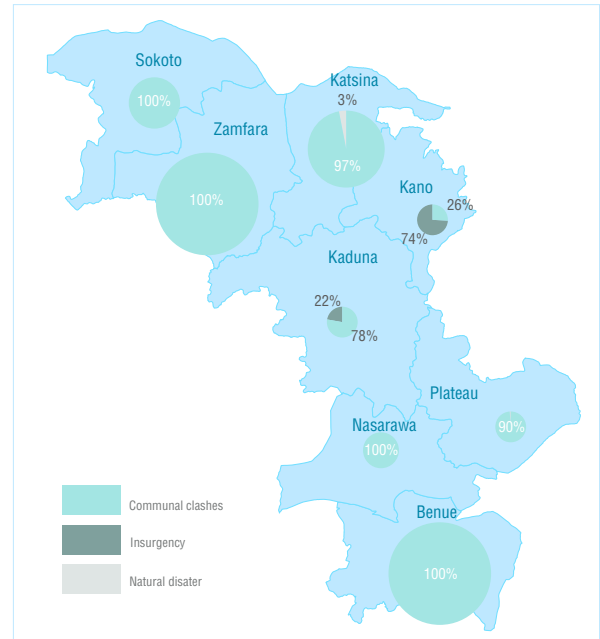 Sokoto
100%
Katsina
3%
97%
Zamfara
100%
Kano
26%
74%
Kaduna
22%
78%
Plateau
90%
Nasarawa
100%
Benue
100%
Communal clashes
Insurgency
Natural disater